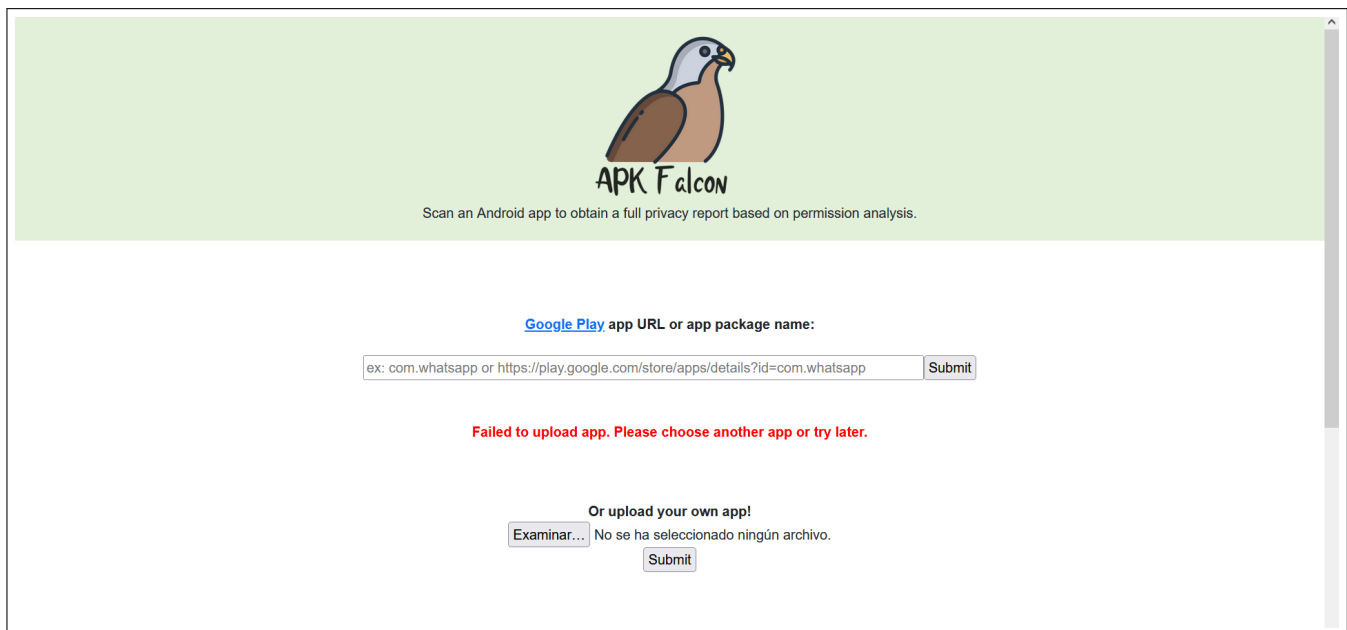 APK Falcon
Scan an Android app to obtain a full privacy report based on permission analysis.
Google Play app URL or app package name:
ex: com.whatsapp or https://play.google.com/store/apps/details?id=com.whatsapp Submit
Failed to upload app. Please choose another app or try later.
Or upload your own app!
Examinar... No se ha seleccionado ningún archivo.
Submit